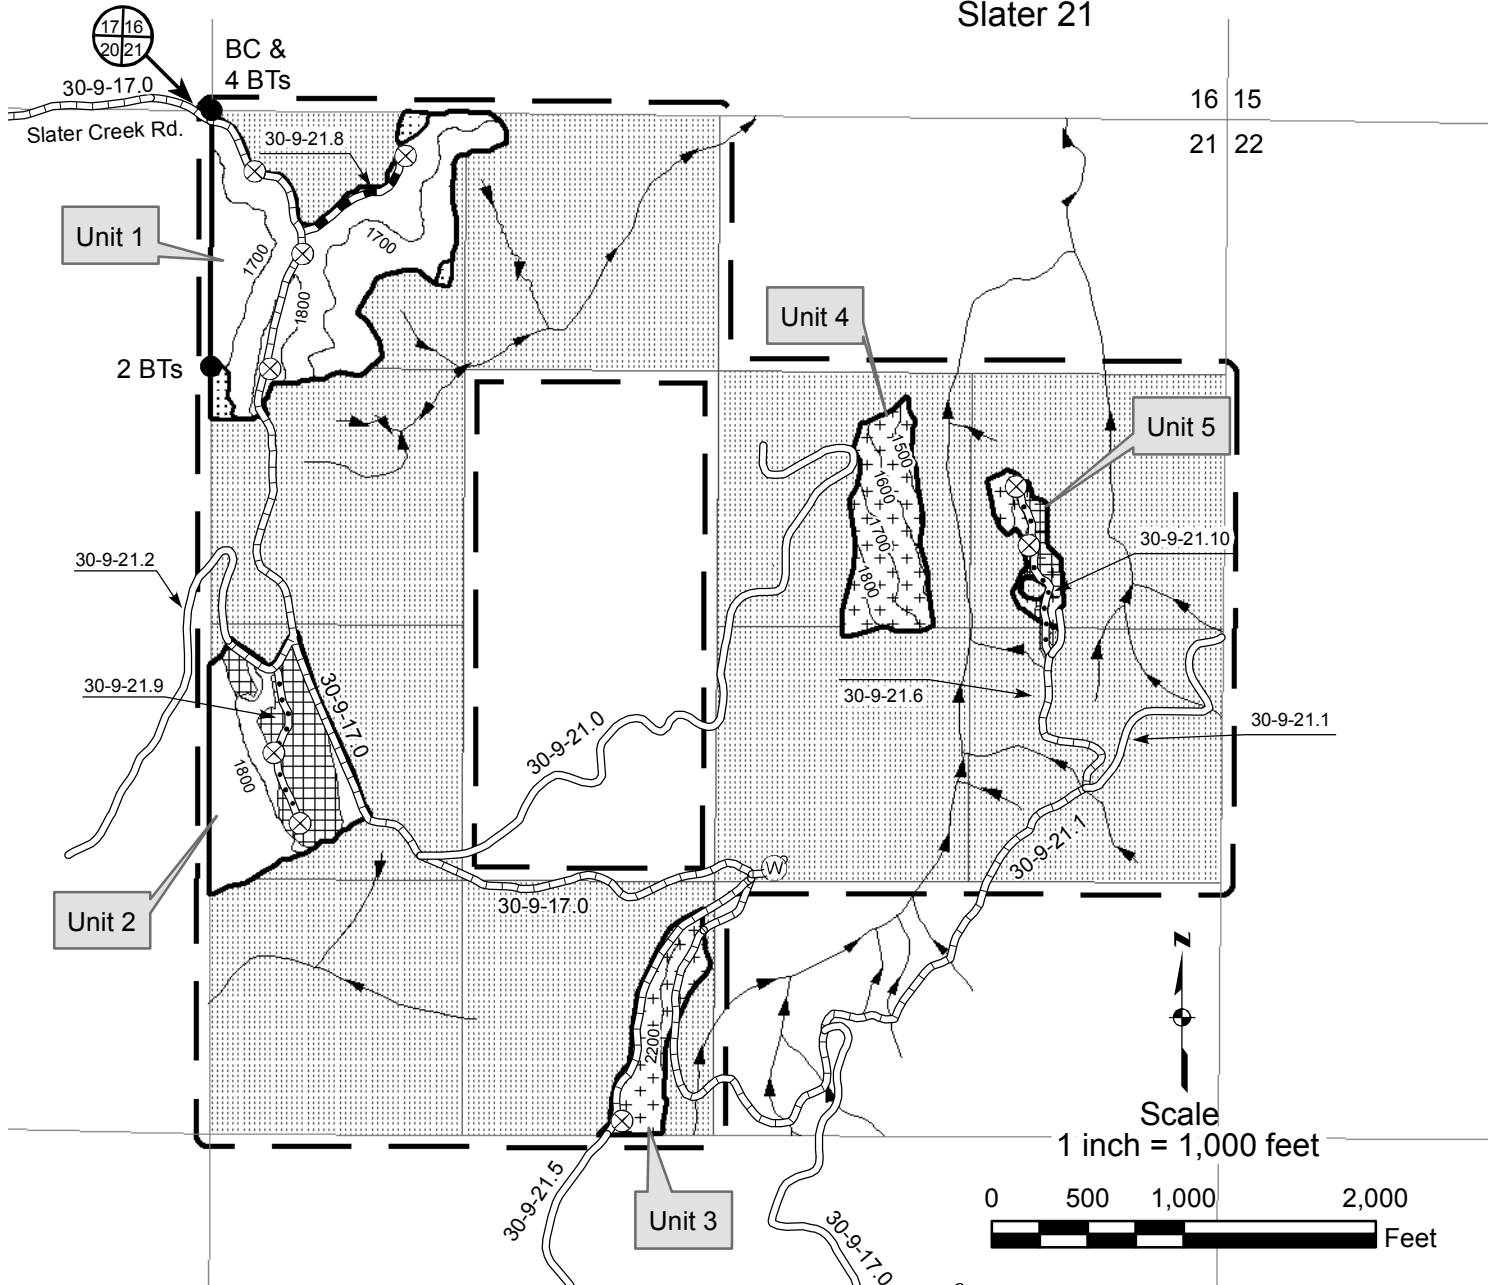 Slater 21
17 16
20 21
BC &
4 BTs
30-9-17.0
Slater Creek Rd.
30-9-21.8
16 15
21 22
Unit 1
1700
1700
1800
Unit 4
2 BTs
Unit 5
1500
1600
1700
1800
30-9-21.10
30-9-21.2
30-9-21.9
30-9-17.0
1800
30-9-21.0
30-9-21.6
30-9-21.1
30-9-21.1
W
Unit 2
30-9-17.0
2200
Z
Scale
1 inch = 1,000 feet
0 500 1,000 2,000
Feet
30-9-21.5
Unit 3
30-9-17.0